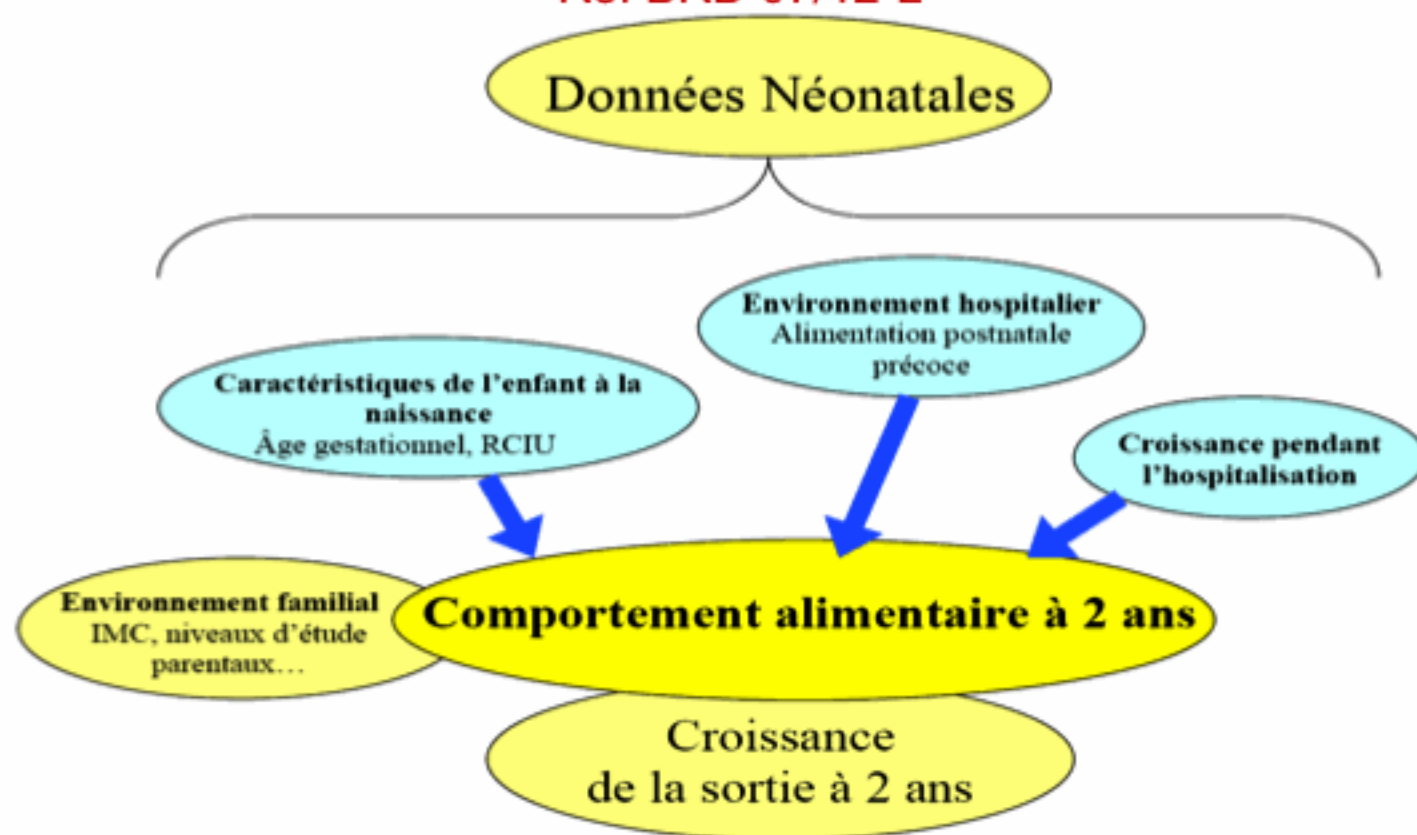 Données Néonatales
Environnement hospitalier
Alimentation postnatale
précoce
Caractéristiques de l'enfant à la
naissance
Âge gestationnel, RCIU
Croissance pendant
l'hospitalisation
Environnement familial
IMC, niveaux d'étude
parentaux…
Comportement alimentaire à 2 ans
Croissance
de la sortie à 2 ans